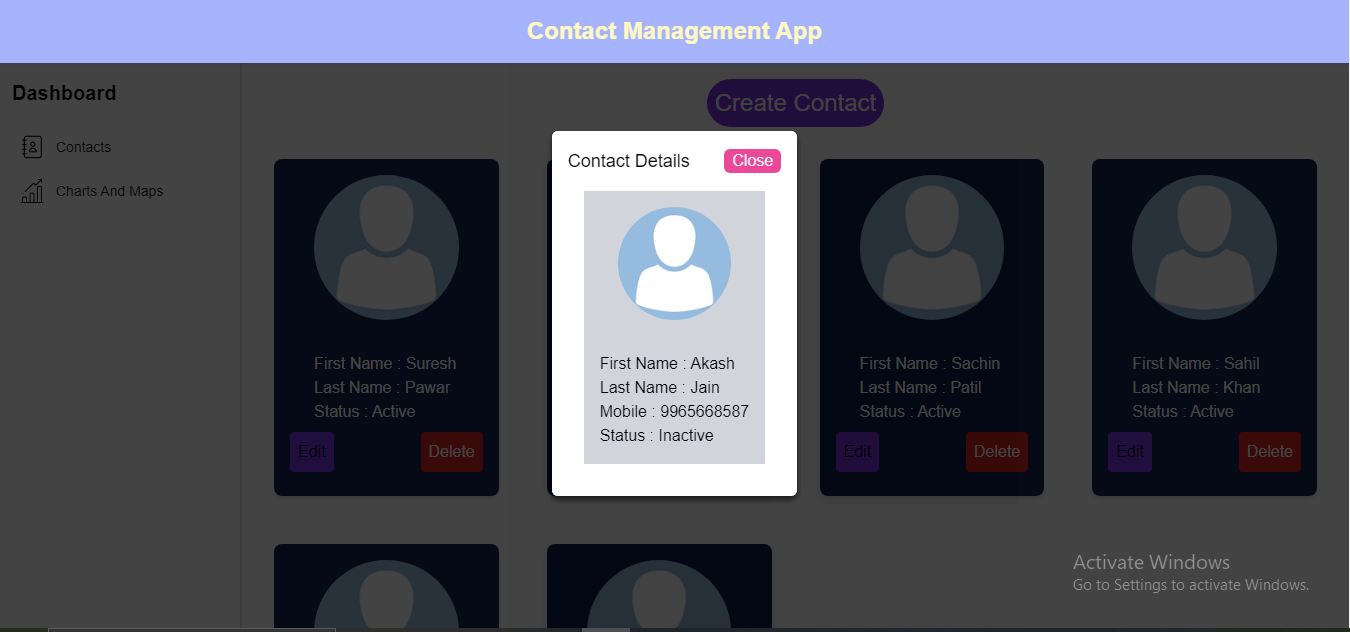 Contact Management App
Dashboard
Contacts
Charts And Maps
Create Contact
Contact Details
Close
First Name : Akash
Last Name : Jain
Mobile : 9965668587
Status : Inactive
First Name : Suresh
Last Name : Pawar
Status : Active
Edit
Delete
First Name : Sachin
Last Name : Patil
Status : Active
Edit
Delete
First Name : Sahil
Last Name : Khan
Status : Active
Edit
Delete
Activate Windows
Go to Settings to activate Windows.